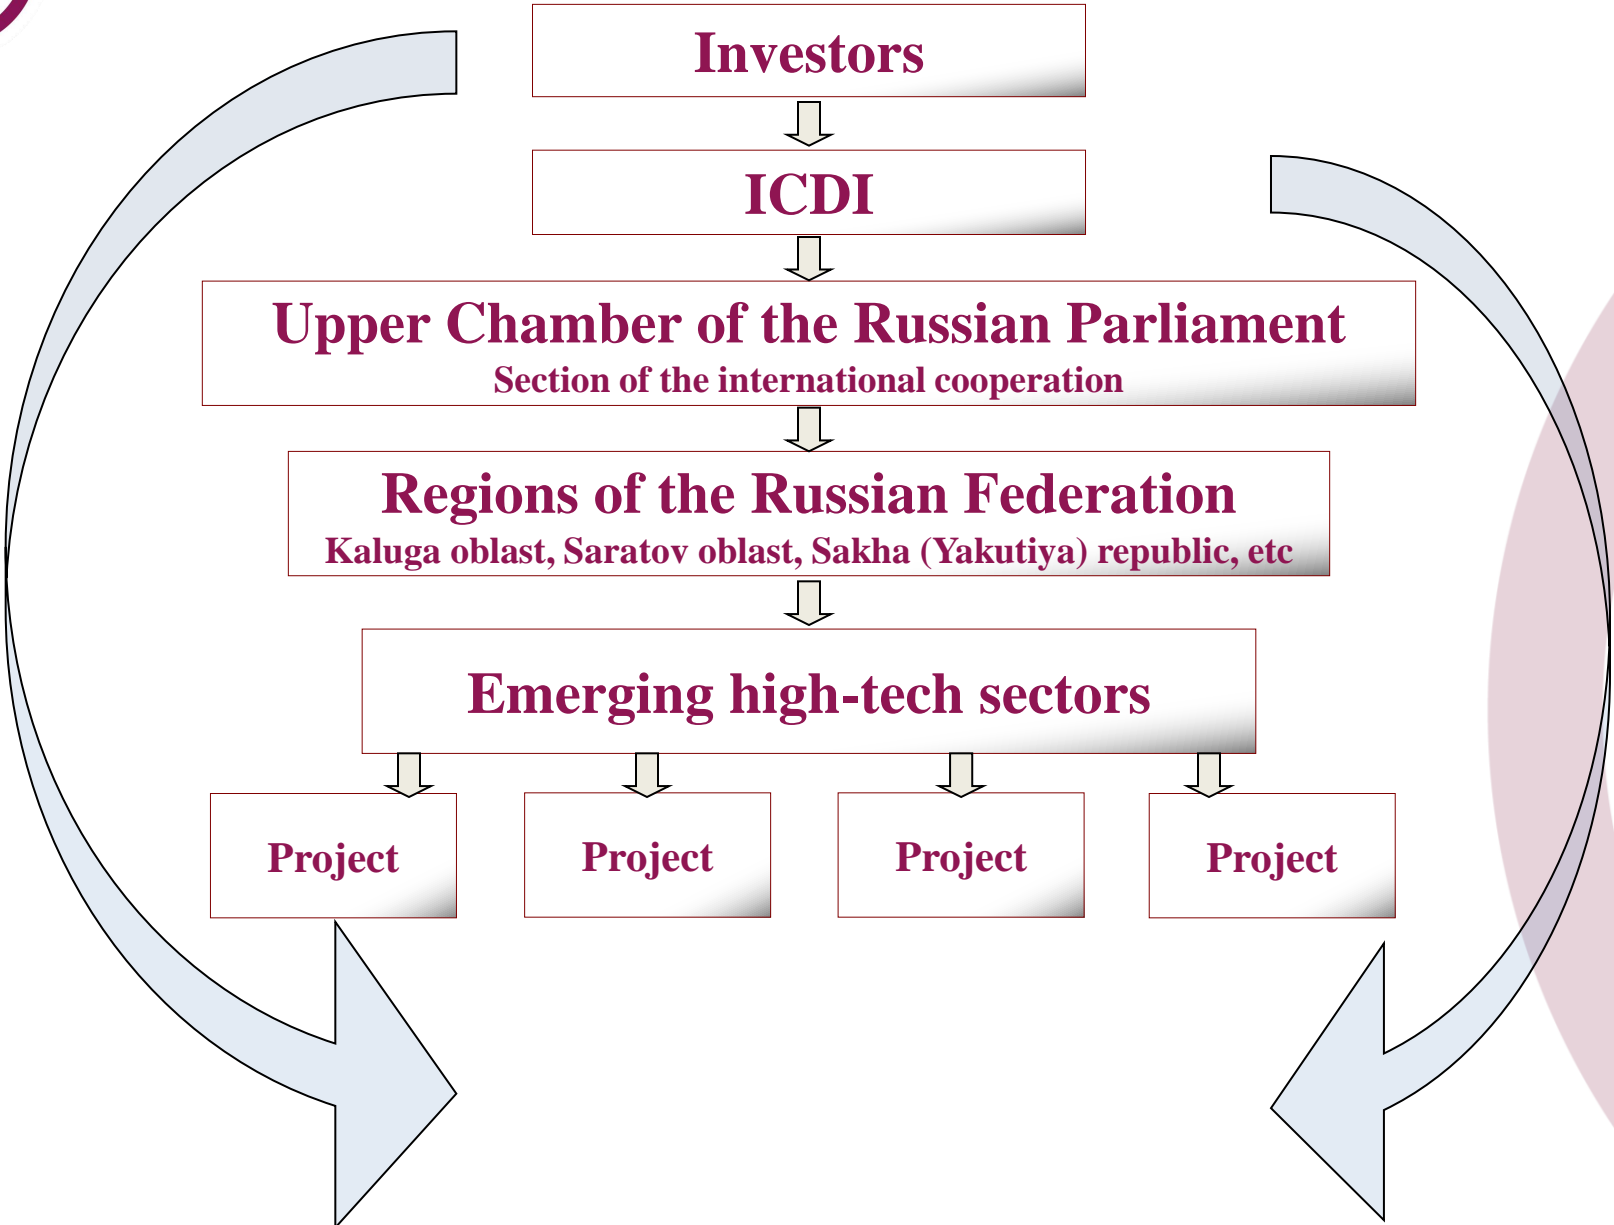 Investors
ICDI
Upper Chamber of the Russian Parliament
Section of the international cooperation
Regions of the Russian Federation
Kaluga oblast, Saratov oblast, Sakha (Yakutiya) republic, etc
Emerging high-tech sectors
Project
Project
Project
Project